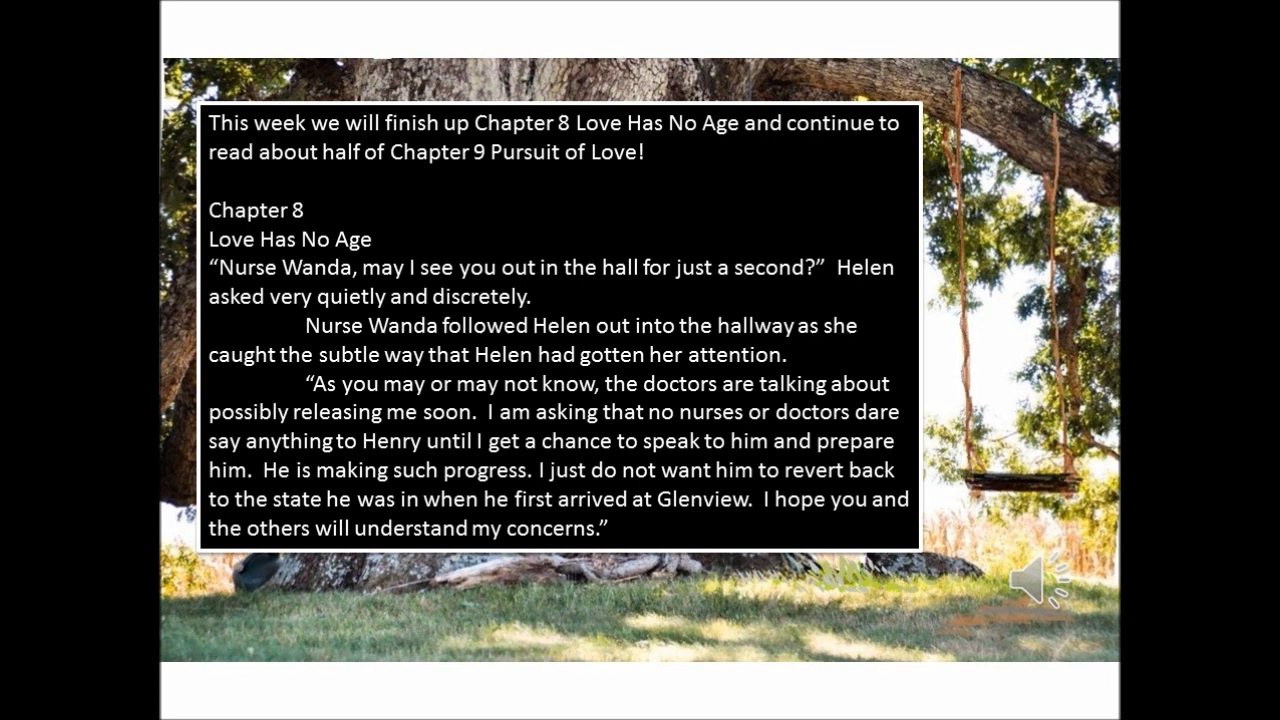 This week we will finish up Chapter 8 Love Has No Age and continue to
read about half of Chapter 9 Pursuit of Love!
Chapter 8
Love Has No Age
“Nurse Wanda, may I see you out in the hall for just a second?”  Helen
asked very quietly and discretely.
Nurse Wanda followed Helen out into the hallway as she
caught the subtle way that Helen had gotten her attention.
“As you may or may not know, the doctors are talking about
possibly releasing me soon.  I am asking that no nurses or doctors dare
say anything to Henry until I get a chance to speak to him and prepare
him.  He is making such progress. I just do not want him to revert back
to the state he was in when he first arrived at Glenview.  I hope you and
the others will understand my concerns.”